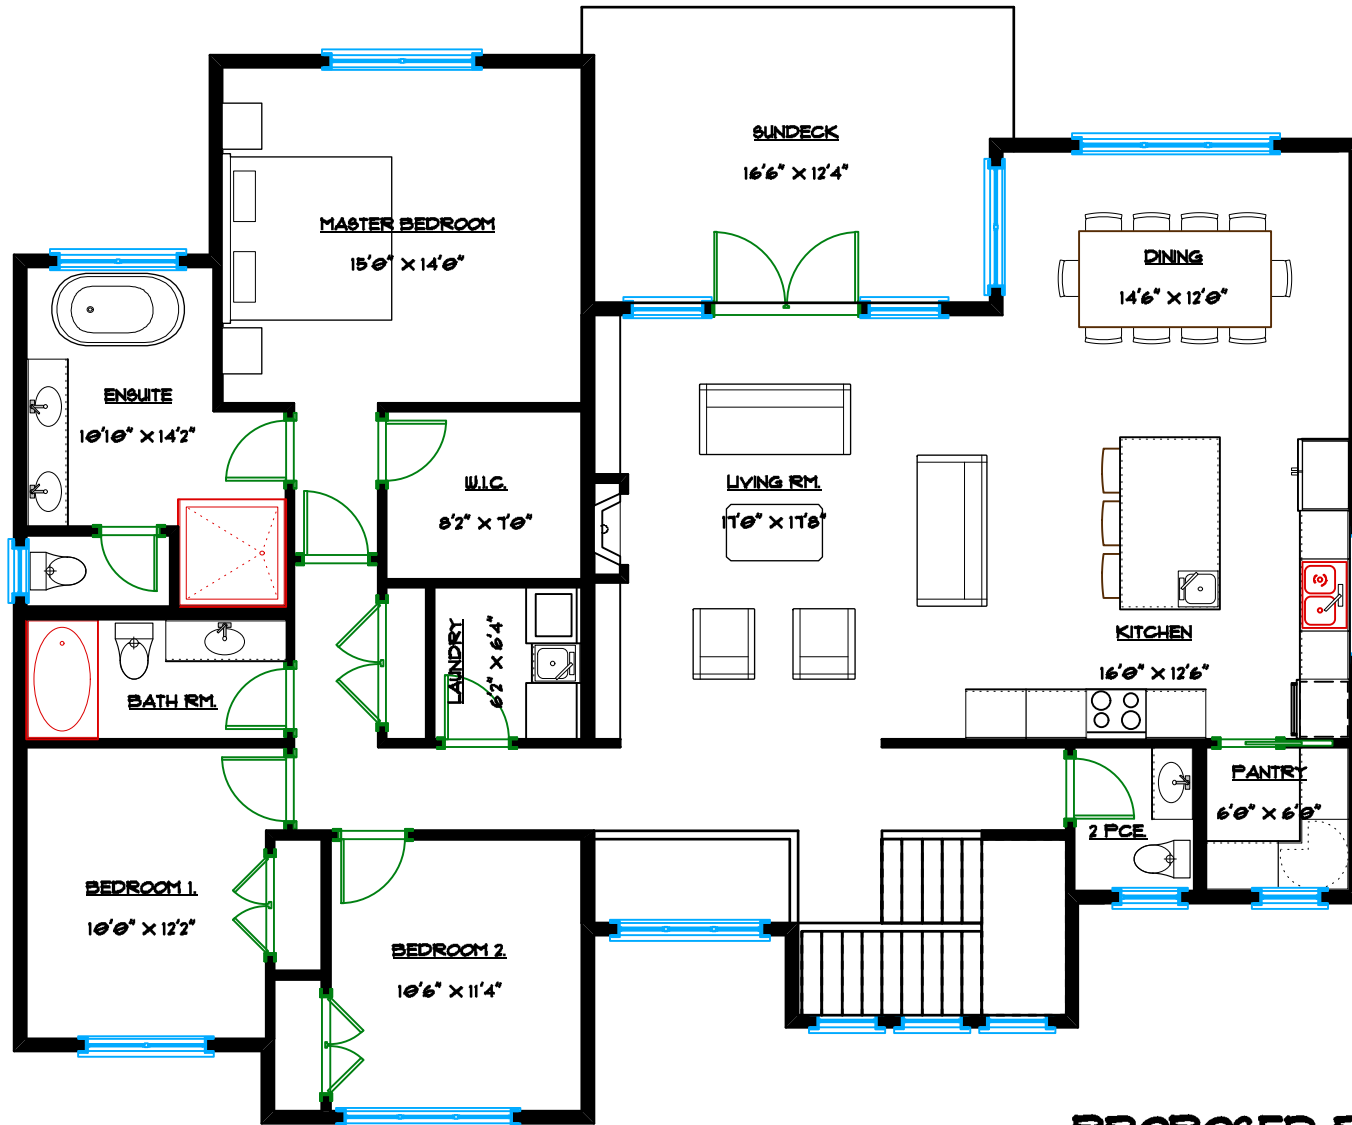 SUNDECK
16'6" X 12'4"
MASTER BEDROOM
15'0" X 14'0"
DINING
14'6" X 12'0"
ENSUITE
10'10" X 14'2"
W.I.C.
8'2" X 7'0"
LIVING RM.
17'0" X 17'8"
KITCHEN
16'0" X 12'6"
LAUNDRY
6'2" X 6'4"
BATH RM.
PANTRY
6'0" X 6'0"
2 PCE.
BEDROOM 1.
10'0" X 12'2"
BEDROOM 2.
10'6" X 11'4"
PROPOSED